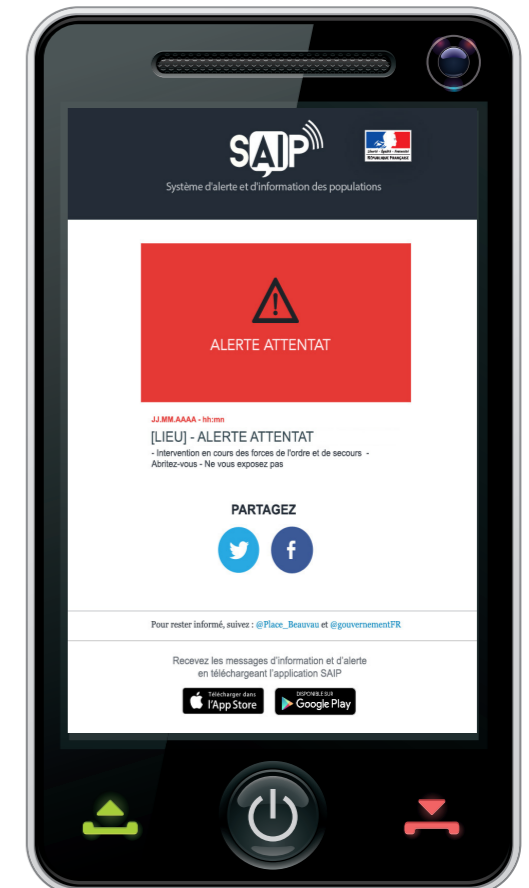 SAIP
Liberté • Égalité • Fraternité
RÉPUBLIQUE FRANÇAISE
Système d'alerte et d'information des populations
ALERTE ATTENTAT
JJ.MM.AAAA - hh:mn
[LIEU] - ALERTE ATTENTAT
- Intervention en cours des forces de l'ordre et de secours -
Abritez-vous - Ne vous exposez pas
PARTAGEZ
Pour rester informé, suivez : @Place_Beauvau et @gouvernementFR
Recevez les messages d'information et d'alerte
en téléchargeant l'application SAIP
Télécharger dans
l'App Store
DISPONIBLE SUR
Google Play